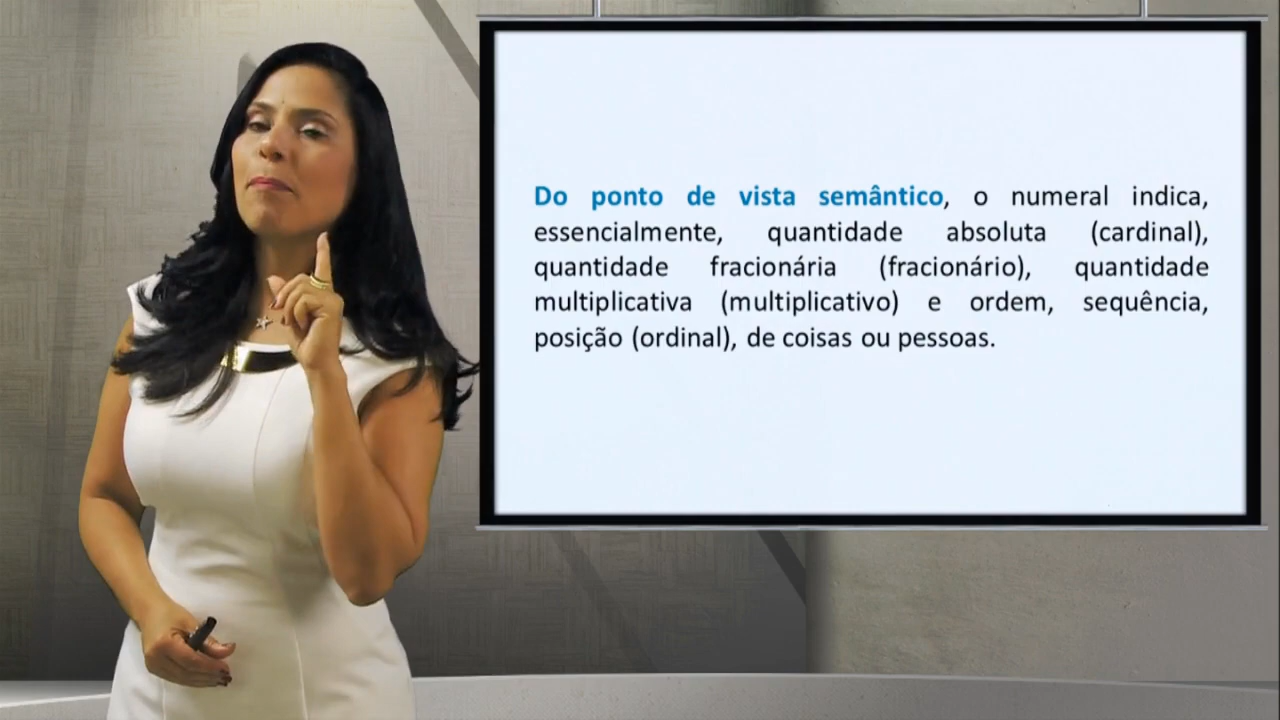 Do ponto de vista semântico, o numeral indica,
essencialmente, quantidade absoluta (cardinal),
quantidade fracionária (fracionário), quantidade
multiplicativa (multiplicativo) e ordem, sequência,
posição (ordinal), de coisas ou pessoas.